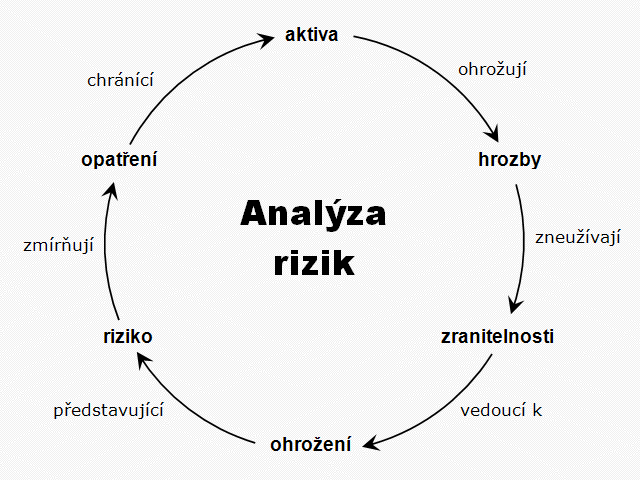 aktiva
ohrožují
hrozby
zneužívají
zranitelnosti
vedoucí k
ohrožení
představující
riziko
zmírňují
opatření
chránící
Analýza
rizik